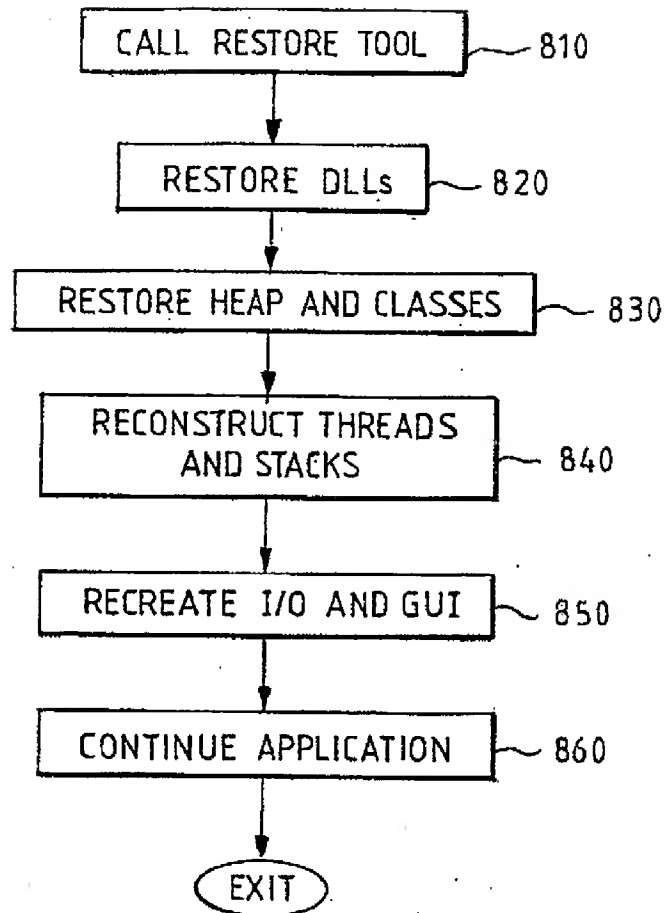 CALL RESTORE TOOL 810
RESTORE DLLs 820
RESTORE HEAP AND CLASSES 830
RECONSTRUCT THREADS
AND STACKS 840
RECREATE I/O AND GUI 850
CONTINUE APPLICATION 860
EXIT